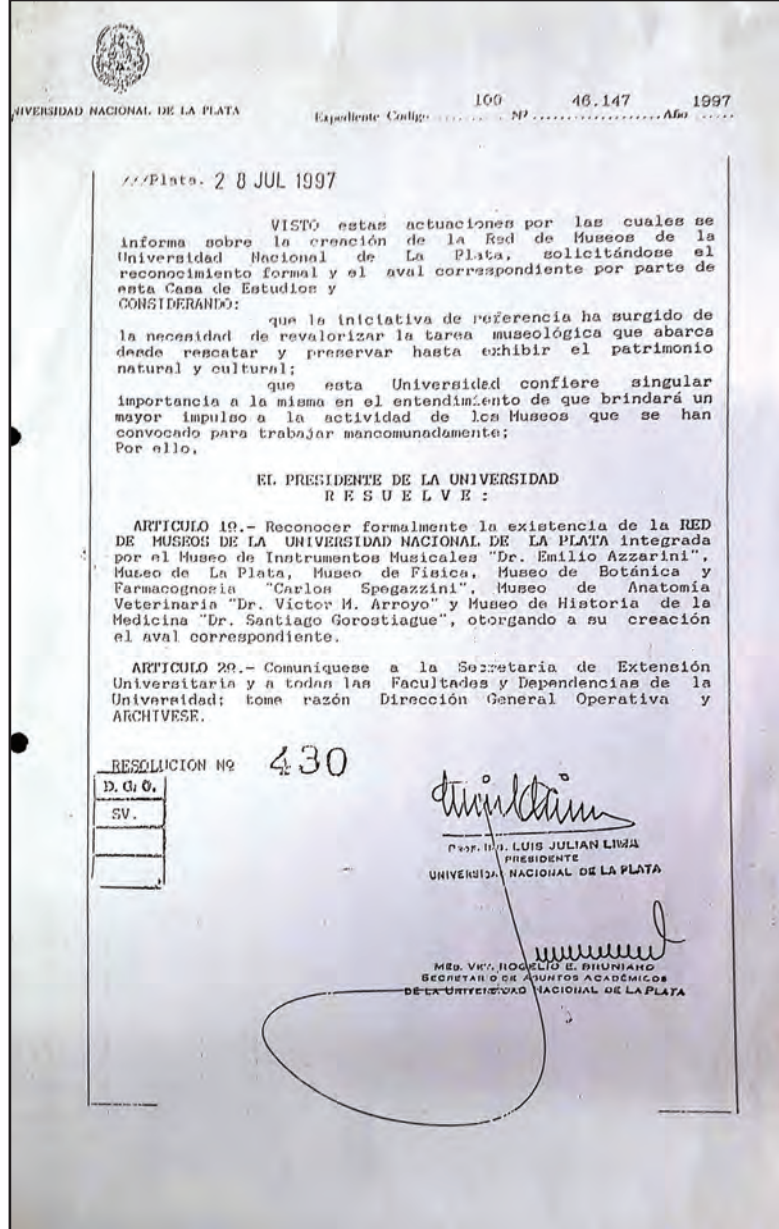 NIVERSIDAD NACIONAL DE LA PLATA
Expediente Código 100 Nº 46.147 Año 1997
///Plata. 28 JUL 1997
VISTO estas actuaciones por las cuales se
informa sobre la creación de la Red de Museos de la
Universidad Nacional de La Plata, solicitándose el
reconocimiento formal y el aval correspondiente por parte de
esta Casa de Estudios y
CONSIDERANDO:
que la iniciativa de referencia ha surgido de
la necesidad de revalorizar la tarea museológica que abarca
desde rescatar y preservar hasta exhibir el patrimonio
natural y cultural;
que esta Universidad confiere singular
importancia a la misma en el entendimiento de que brindará un
mayor impulso a la actividad de los Museos que se han
convocado para trabajar mancomunadamente;
Por ello,
EL PRESIDENTE DE LA UNIVERSIDAD
R E S U E L V E :
ARTICULO 1º.- Reconocer formalmente la existencia de la RED
DE MUSEOS DE LA UNIVERSIDAD NACIONAL DE LA PLATA integrada
por el Museo de Instrumentos Musicales "Dr. Emilio Azzarini",
Museo de La Plata, Museo de Física, Museo de Botánica y
Farmacognosia "Carlos Spegazzini", Museo de Anatomía
Veterinaria "Dr. Víctor M. Arroyo" y Museo de Historia de la
Medicina "Dr. Santiago Gorostiague", otorgando a su creación
el aval correspondiente.
ARTICULO 2º.- Comuníquese a la Secretaría de Extensión
Universitaria y a todas las Facultades y Dependencias de la
Universidad; tome razón Dirección General Operativa y
ARCHIVESE.
RESOLUCION Nº 430
D. G. O.
SV.
LUIS JULIAN LIMA
PRESIDENTE
UNIVERSIDAD NACIONAL DE LA PLATA
MED. VET. ROGELIO E. BRUNIARD
SECRETARIO DE ASUNTOS ACADÉMICOS
DE LA UNIVERSIDAD NACIONAL DE LA PLATA